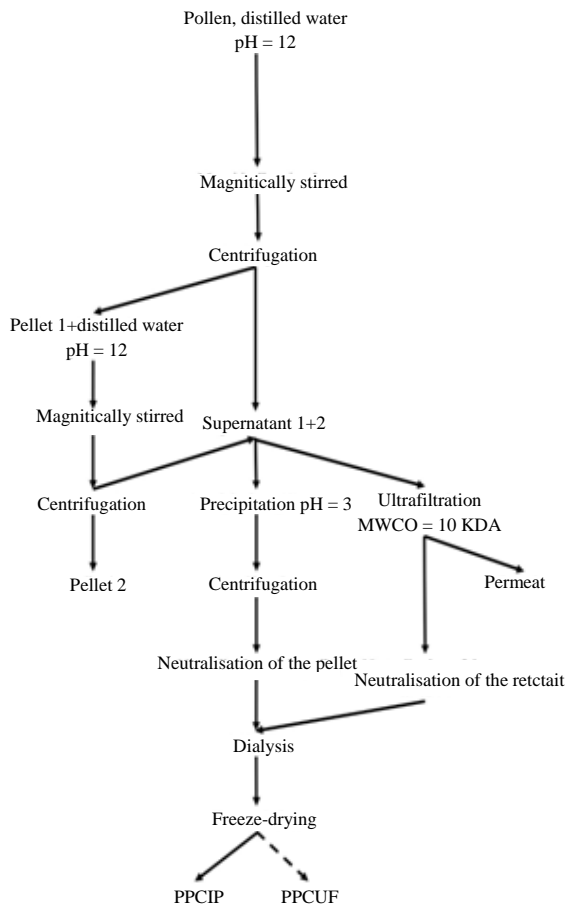 Pollen, distilled water
pH = 12
Magnitically stirred
Centrifugation
Pellet 1+distilled water
pH = 12
Magnitically stirred
Supernatant 1+2
Centrifugation
Precipitation pH = 3
Ultrafiltration
MWCO = 10 KDA
Pellet 2
Centrifugation
Permeat
Neutralisation of the pellet
Neutralisation of the retctait
Dialysis
Freeze-drying
PPCIP
PPCUF